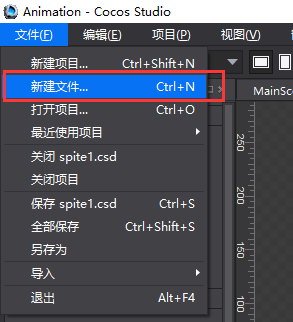 Animation - Cocos Studio
文件(F) 编辑(E) 项目(P) 视图(V)
新建项目... Ctrl+Shift+N
新建文件... Ctrl+N
打开项目... Ctrl+O
最近使用项目
关闭 spite1.csd
关闭项目
保存 spite1.csd Ctrl+S
全部保存 Ctrl+Shift+S
另存为
导入
退出 Alt+F4
MainSc
250
200
150
100